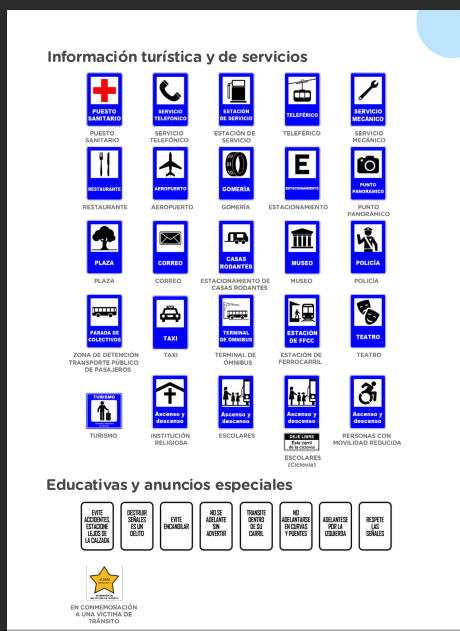 Información turística y de servicios
PUESTO
SANITARIO
SERVICIO
TELEFÓNICO
ESTACIÓN
DE SERVICIO
TELEFÉRICO
SERVICIO
MECÁNICO
PUESTO
SANITARIO
SERVICIO
TELEFÓNICO
ESTACIÓN DE
SERVICIO
TELEFÉRICO
SERVICIO
MECÁNICO
RESTAURANTE
AEROPUERTO
GOMERÍA
E
ESTACIONAMIENTO
PUNTO
PANORÁMICO
RESTAURANTE
AEROPUERTO
GOMERÍA
ESTACIONAMIENTO
PUNTO
PANORÁMICO
PLAZA
CORREO
CASAS
RODANTES
MUSEO
POLICÍA
PLAZA
CORREO
ESTACIONAMIENTO DE
CASAS RODANTES
MUSEO
POLICÍA
PARADA DE
COLECTIVOS
TAXI
TERMINAL
DE ÓMNIBUS
ESTACIÓN
DE FFCC
TEATRO
ZONA DE DETENCIÓN
TRANSPORTE PÚBLICO
DE PASAJEROS
TAXI
TERMINAL DE
ÓMNIBUS
ESTACIÓN DE
FERROCARRIL
TEATRO
TURISMO
Ascenso y
descenso
Ascenso y
descenso
Ascenso y
descenso
Ascenso y
descenso
DEJE LIBRE
Este carril
de la ciclovía
TURISMO
INSTITUCIÓN
RELIGIOSA
ESCOLARES
ESCOLARES
(Ciclovía)
PERSONAS CON
MOVILIDAD REDUCIDA
Educativas y anuncios especiales
EVITE
ACCIDENTES.
ESTACIONE
LEJOS DE
LA CALZADA
DESTRUIR
SEÑALES
ES UN
DELITO
EVITE
ENCANDILAR
NO SE
ADELANTE
SIN
ADVERTIR
TRANSITE
DENTRO
DE SU
CARRIL
NO
ADELANTARSE
EN CURVAS
Y PUENTES
ADELANTESE
POR LA
IZQUIERDA
RESPETE
LAS
SEÑALES
EN CONMEMORACIÓN
A UNA VÍCTIMA DE
TRÁNSITO